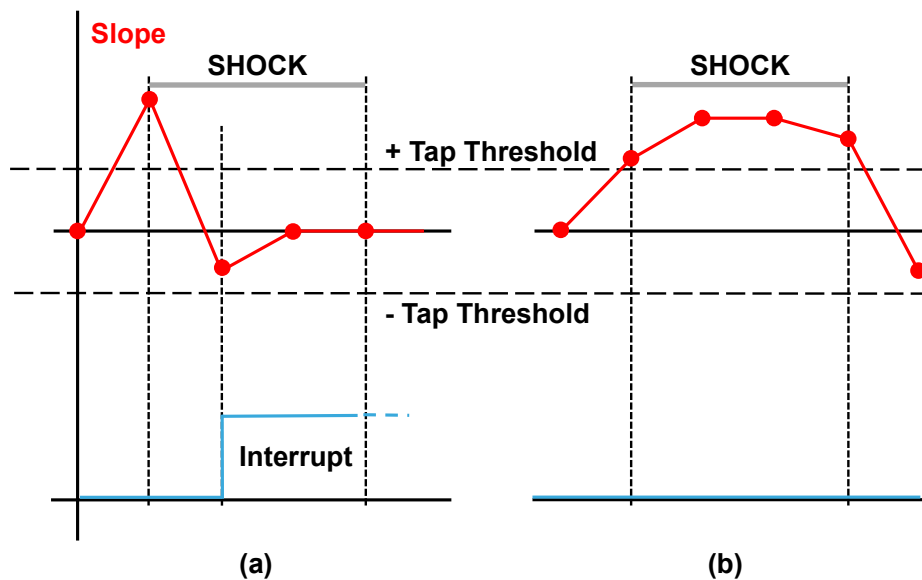 Slope
SHOCK
SHOCK
+ Tap Threshold
- Tap Threshold
Interrupt
(a)
(b)